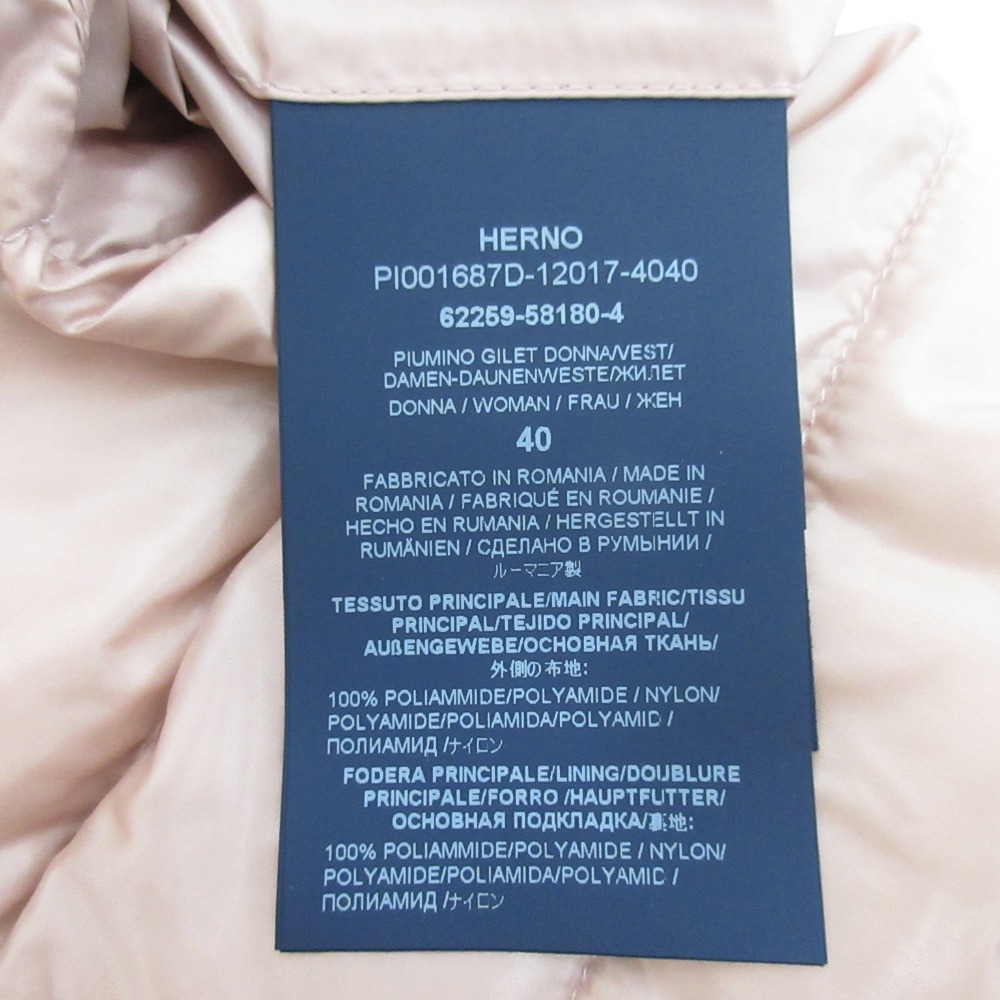 HERNO
PI001687D-12017-4040
62259-58180-4
PIUMINO GILET DONNA/VEST/
DAMEN-DAUNENWESTE/ЖИЛЕТ
DONNA / WOMAN / FRAU / ЖЕН
40
FABBRICATO IN ROMANIA / MADE IN
ROMANIA / FABRIQUÉ EN ROUMANIE /
HECHO EN RUMANIA / HERGESTELLT IN
RUMÄNIEN / СДЕЛАНО В РУМЫНИИ /
ルーマニア製
TESSUTO PRINCIPALE/MAIN FABRIC/TISSU
PRINCIPAL/TEJIDO PRINCIPAL/
AUßENGEWEBE/ОСНОВНАЯ ТКАНЬ/
外側の布地:
100% POLIAMMIDE/POLYAMIDE / NYLON/
POLYAMIDE/POLIAMIDA/POLYAMID /
ПОЛИАМИД /ナイロン
FODERA PRINCIPALE/LINING/DOUBLURE
PRINCIPALE/FORRO /HAUPTFUTTER/
ОСНОВНАЯ ПОДКЛАДКА/裏地:
100% POLIAMMIDE/POLYAMIDE / NYLON/
POLYAMIDE/POLIAMIDA/POLYAMID /
ПОЛИАМИД /ナイロン